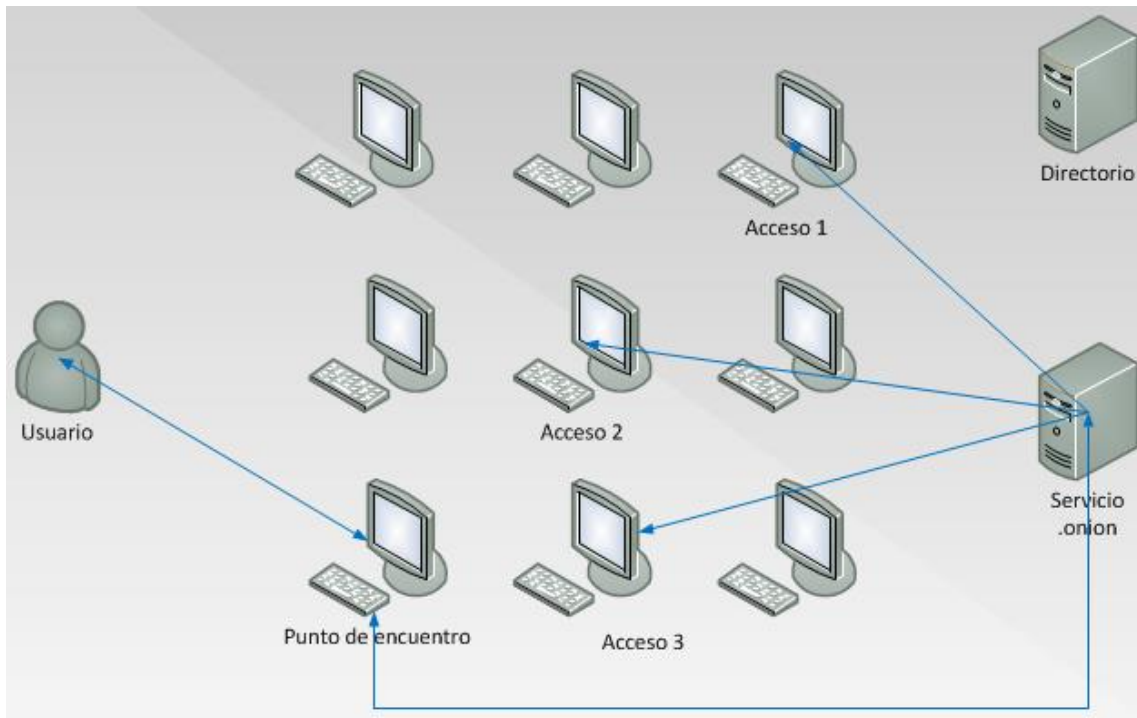 Directorio
Acceso 1
Usuario
Acceso 2
Servicio
.onion
Punto de encuentro
Acceso 3